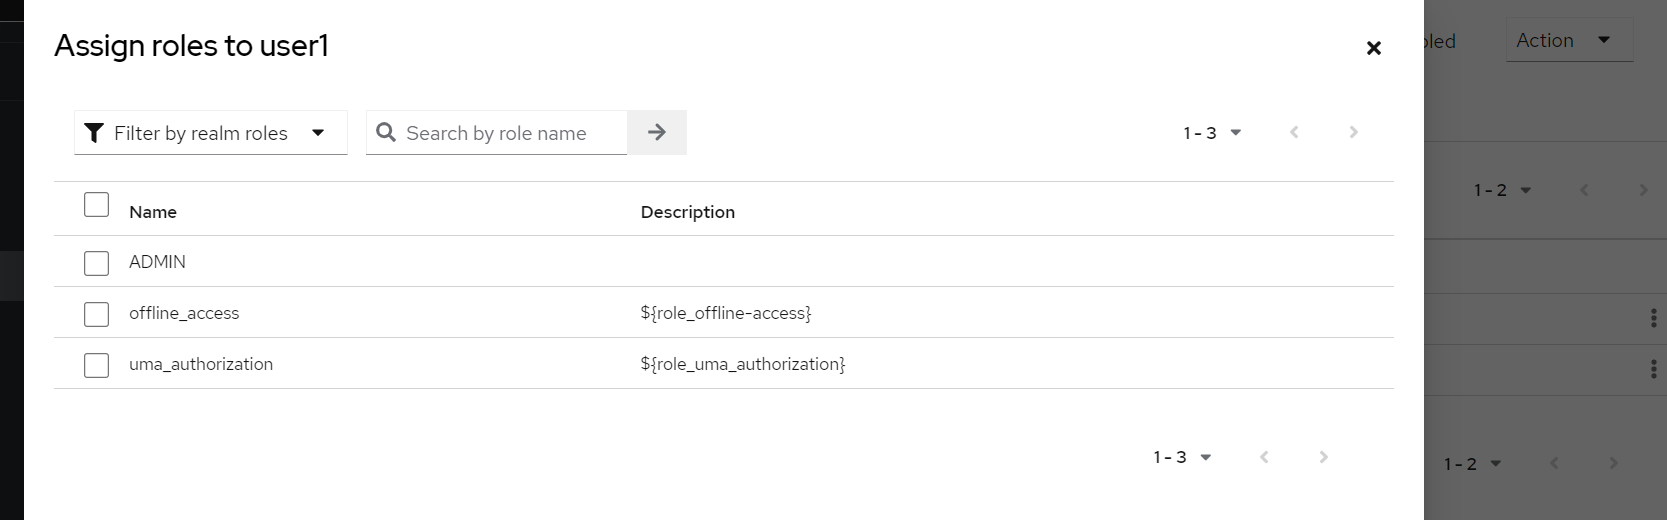 Assign roles to user1
Action
Filter by realm roles
Search by role name
1 - 3
1 - 2
Name Description
ADMIN
offline_access ${role_offline-access}
uma_authorization ${role_uma_authorization}
1 - 3
1 - 2